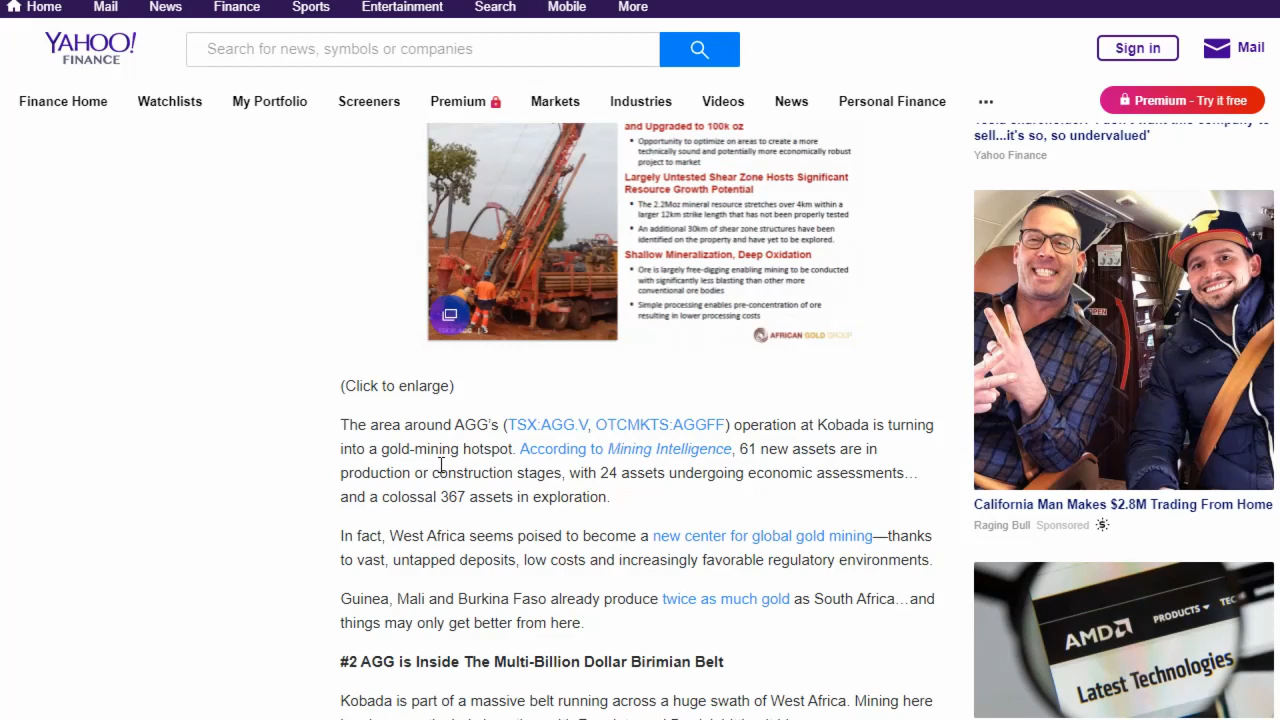 Home Mail News Finance Sports Entertainment Search Mobile More
YAHOO!
FINANCE
Search for news, symbols or companies
Sign in
Mail
Finance Home Watchlists My Portfolio Screeners Premium Markets Industries Videos News Personal Finance ...
Premium - Try it free
and Upgraded to 100k oz
• Opportunity to optimize on areas to create a more
technically sound and potentially more economically robust
project to market
Largely Untested Shear Zone Hosts Significant
Resource Growth Potential
• The 2.2Moz mineral resource stretches over 4km within a
larger 12km strike length that has not been properly tested
• An additional 30km of shear zone structures have been
identified on the property and have yet to be explored.
Shallow Mineralization, Deep Oxidation
• Ore is largely free-digging enabling mining to be conducted
with significantly less blasting than other more
conventional ore bodies
• Simple processing enables pre-concentration of ore
resulting in lower processing costs
AFRICAN GOLD GROUP
(Click to enlarge)
The area around AGG's (TSX:AGG.V, OTCMKTS:AGGFF) operation at Kobada is turning
into a gold-mining hotspot. According to Mining Intelligence, 61 new assets are in
production or construction stages, with 24 assets undergoing economic assessments…
and a colossal 367 assets in exploration.
In fact, West Africa seems poised to become a new center for global gold mining—thanks
to vast, untapped deposits, low costs and increasingly favorable regulatory environments.
Guinea, Mali and Burkina Faso already produce twice as much gold as South Africa…and
things may only get better from here.
#2 AGG is Inside The Multi-Billion Dollar Birimian Belt
Kobada is part of a massive belt running across a huge swath of West Africa. Mining here
sell...it's so, so undervalued'
Yahoo Finance
OPEN
California Man Makes $2.8M Trading From Home
Raging Bull Sponsored
AMD
PRODUCTS
Latest Technologies